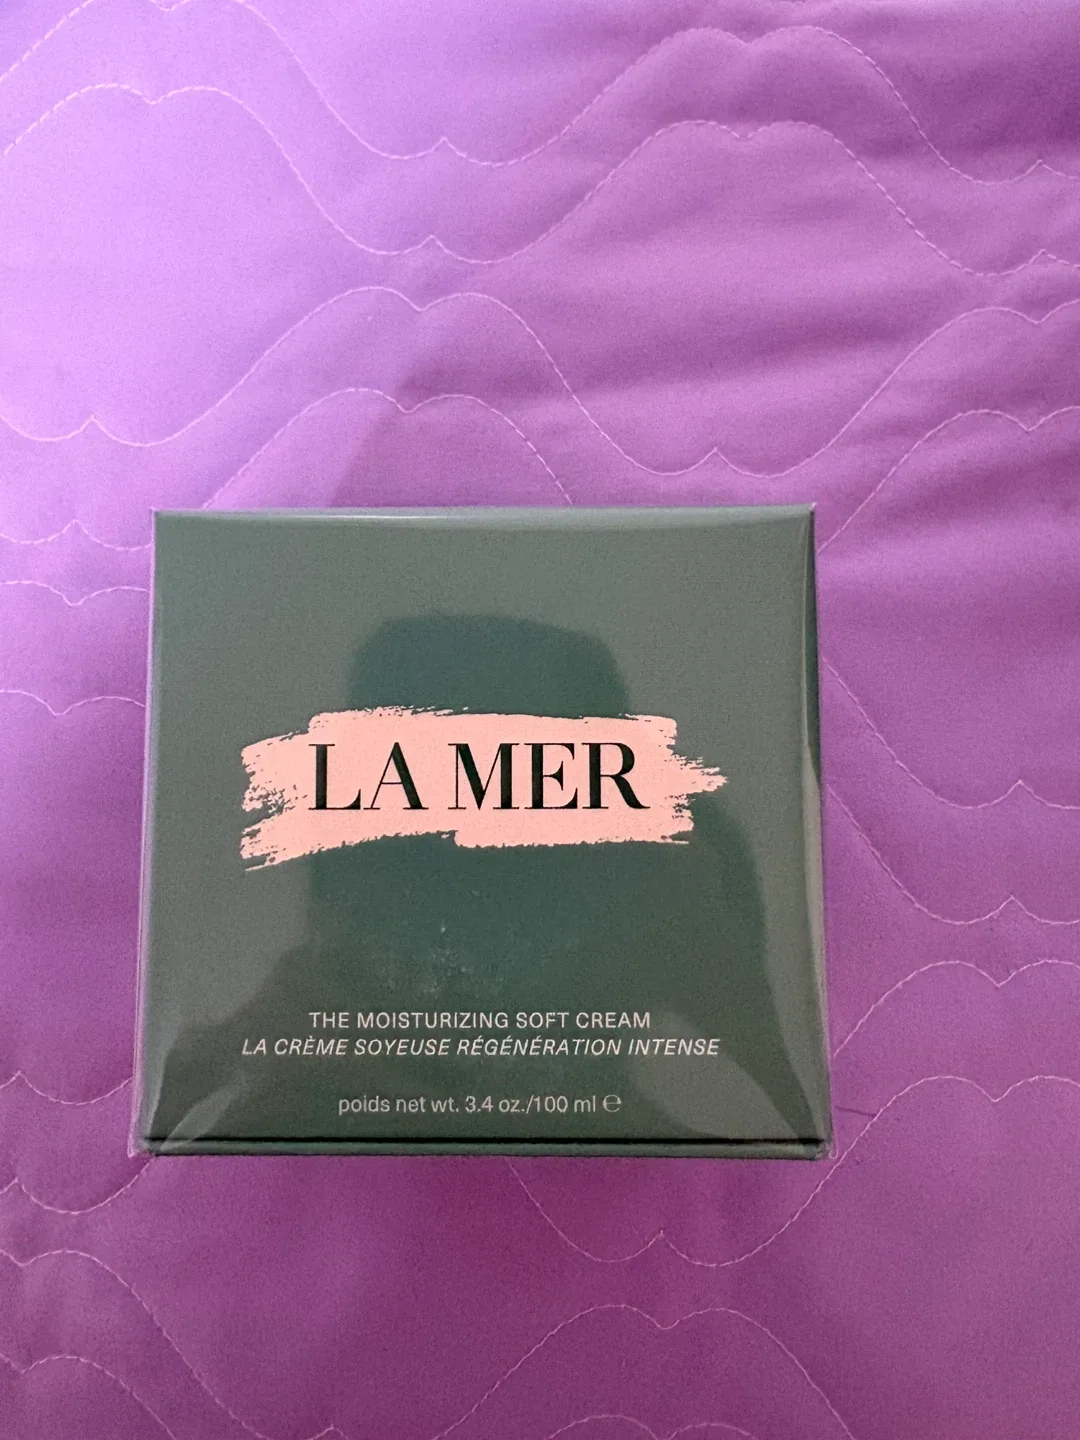 LA MER
THE MOISTURIZING SOFT CREAM
LA CRÈME SOYEUSE RÉGÉNÉRATION INTENSE
poids net wt. 3.4 oz./100 ml ℮